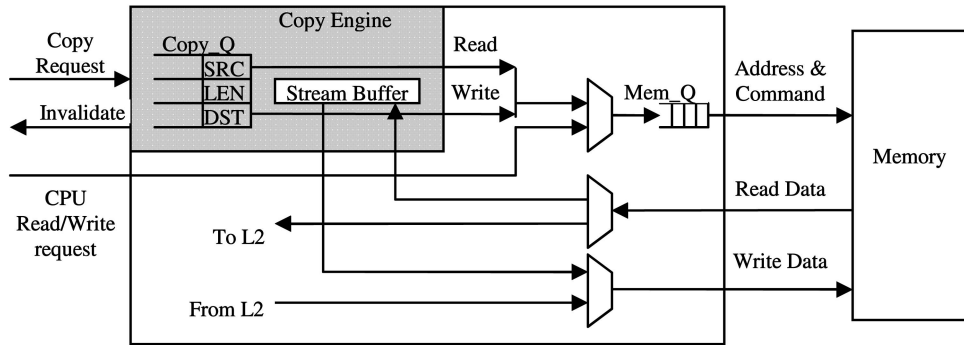 Copy Engine
Copy
Request
Copy_Q
SRC
LEN
DST
Stream Buffer
Read
Write
Mem_Q
Address &
Command
Invalidate
Memory
CPU
Read/Write
request
To L2
Read Data
From L2
Write Data